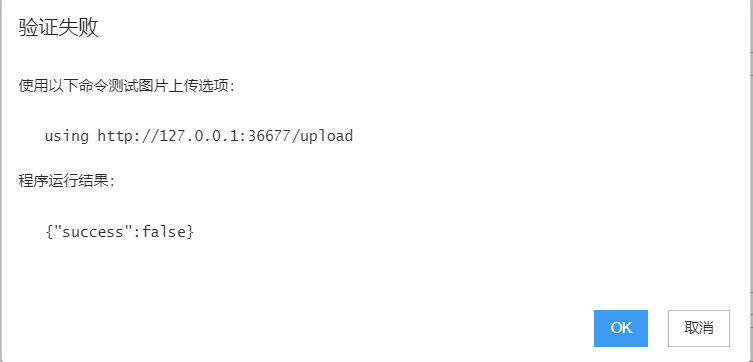 验证失败
使用以下命令测试图片上传选项:
using http://127.0.0.1:36677/upload
程序运行结果:
{"success":false}
OK 取消